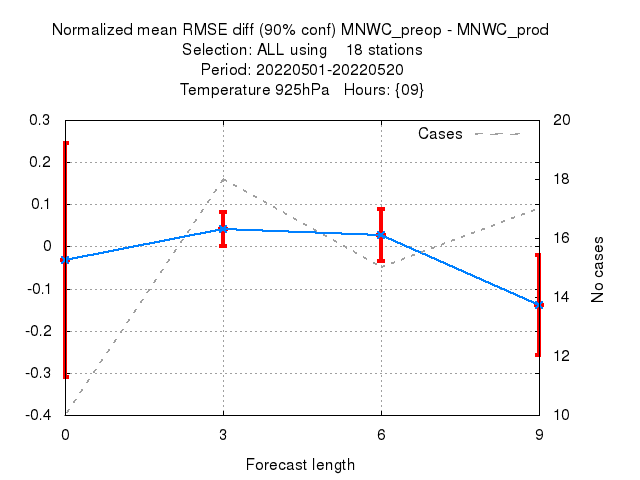 Normalized mean RMSE diff (90% conf) MNWC_preop - MNWC_prod
Selection: ALL using    18 stations
Period: 20220501-20220520
Temperature 925hPa   Hours: {09}
Cases
0.3
0.2
0.1
0
-0.1
-0.2
-0.3
-0.4
20
18
16
14
12
10
No cases
0 3 6 9
Forecast length